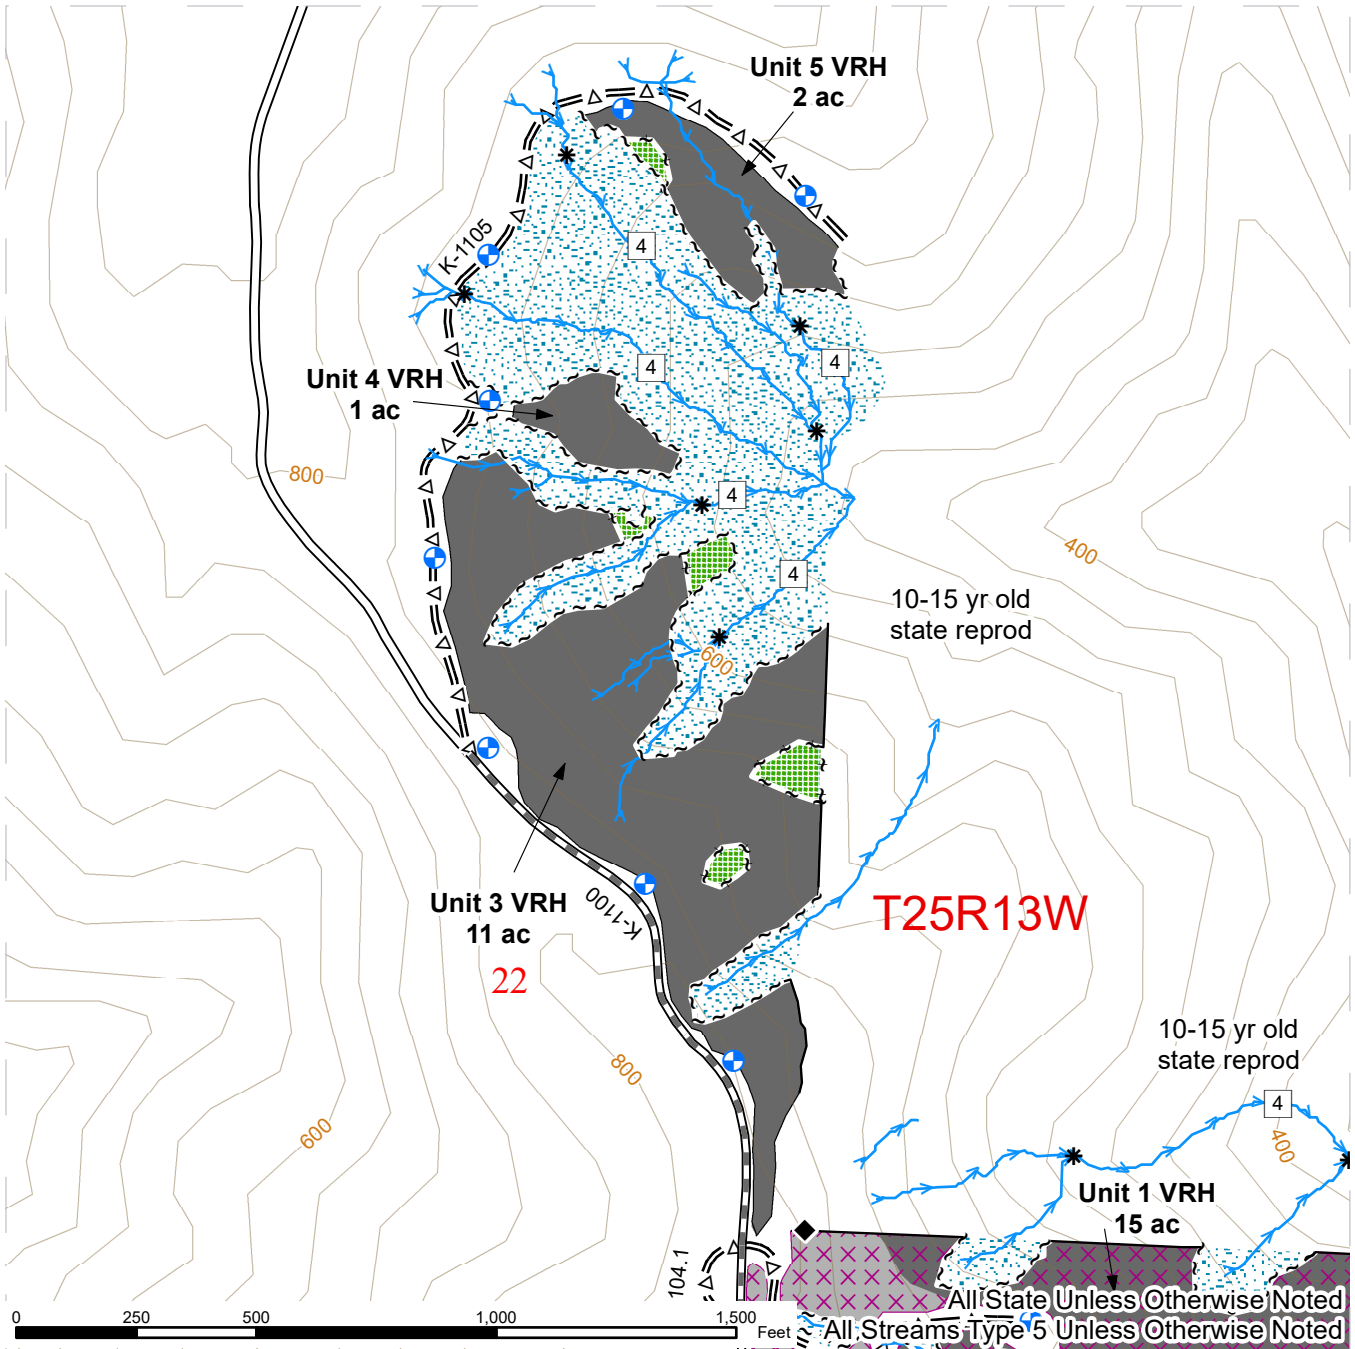 Unit 5 VRH
2 ac
K-1105
4
4
4
Unit 4 VRH
1 ac
800
4
400
4
10-15 yr old
state reprod
600
Unit 3 VRH
11 ac
K-1100
T25R13W
22
10-15 yr old
state reprod
800
4
600
400
Unit 1 VRH
15 ac
104.1
All State Unless Otherwise Noted
0 250 500 1,000 1,500
Feet
All Streams Type 5 Unless Otherwise Noted